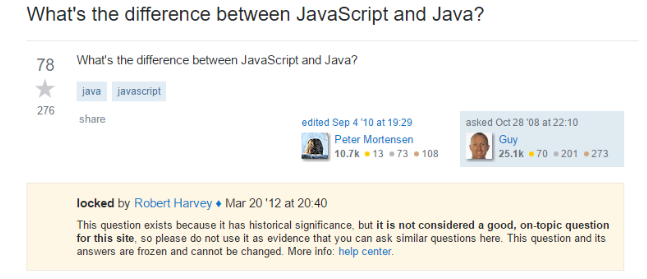 What's the difference between JavaScript and Java?
78
What's the difference between JavaScript and Java?
java javascript
276
share
edited Sep 4 '10 at 19:29
Peter Mortensen
10.7k ● 13 ● 73 ● 108
asked Oct 28 '08 at 22:10
Guy
25.1k ● 70 ● 201 ● 273
locked by Robert Harvey ♦ Mar 20 '12 at 20:40
This question exists because it has historical significance, but it is not considered a good, on-topic question
for this site, so please do not use it as evidence that you can ask similar questions here. This question and its
answers are frozen and cannot be changed. More info: help center.